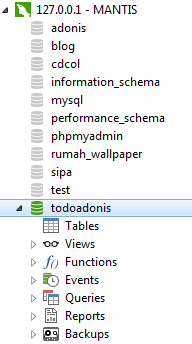 127.0.0.1 - MANTIS
adonis
blog
cdcol
information_schema
mysql
performance_schema
phpmyadmin
rumah_wallpaper
sipa
test
todoadonis
Tables
Views
f() Functions
Events
Queries
Reports
Backups